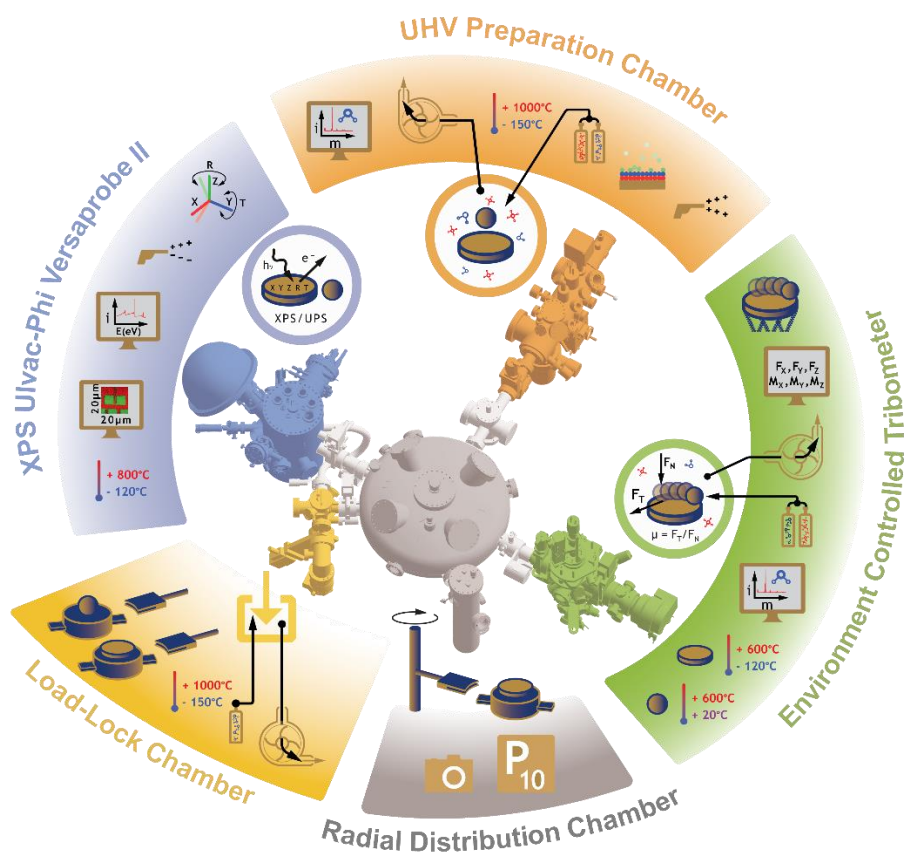 UHV Preparation Chamber
i
m
+ 1000°C
- 150°C
XPS Ulvac-Phi Versaprobe II
R
Z
X
Y
T
+ + +
- - -
i
E(eV)
20µm
20µm
+ 800°C
- 120°C
hν
e-
X Y Z R T
XPS/UPS
Environment Controlled Tribometer
FX, FY, FZ
MX, MY, MZ
FN
FT
µ = FT/FN
i
m
+ 600°C
- 120°C
+ 600°C
+ 20°C
Load-Lock Chamber
+ 1000°C
- 150°C
Radial Distribution Chamber
P10